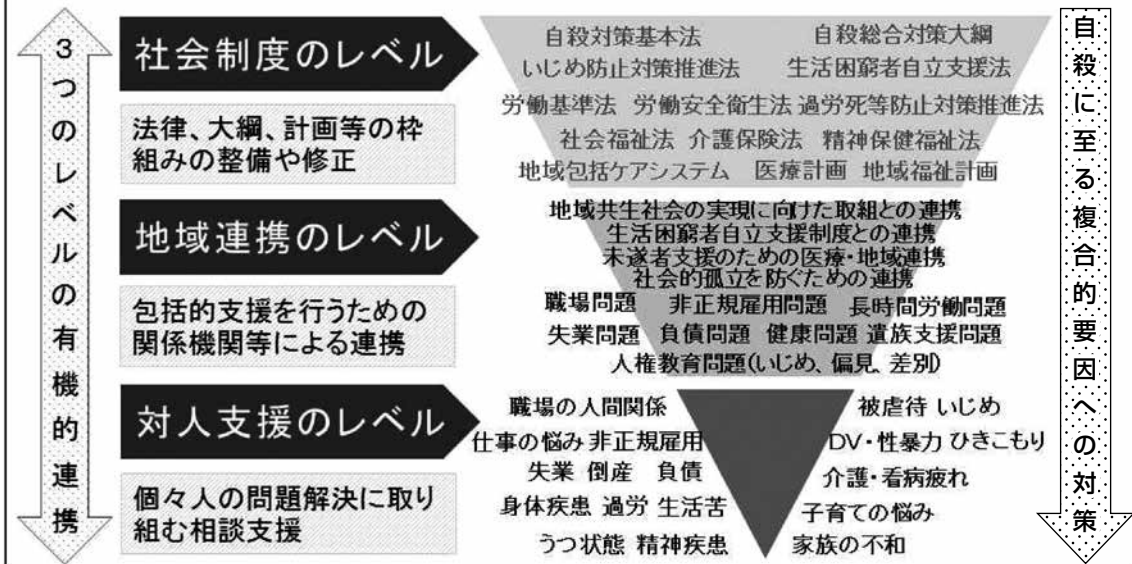 3つのレベルの有機的連携
社会制度のレベル
法律、大綱、計画等の枠
組みの整備や修正
自殺対策基本法 自殺総合対策大綱
いじめ防止対策推進法 生活困窮者自立支援法
労働基準法 労働安全衛生法 過労死等防止対策推進法
社会福祉法 介護保険法 精神保健福祉法
地域包括ケアシステム 医療計画 地域福祉計画
地域連携のレベル
包括的支援を行うための
関係機関等による連携
地域共生社会の実現に向けた取組との連携
生活困窮者自立支援制度との連携
未遂者支援のための医療・地域連携
社会的孤立を防ぐための連携
職場問題 非正規雇用問題 長時間労働問題
失業問題 負債問題 健康問題 遺族支援問題
人権教育問題(いじめ、偏見、差別)
対人支援のレベル
個々人の問題解決に取り
組む相談支援
職場の人間関係 被虐待 いじめ
仕事の悩み 非正規雇用 DV・性暴力 ひきこもり
失業 倒産 負債 介護・看病疲れ
身体疾患 過労 生活苦 子育ての悩み
うつ状態 精神疾患 家族の不和
自殺に至る複合的要因への対策